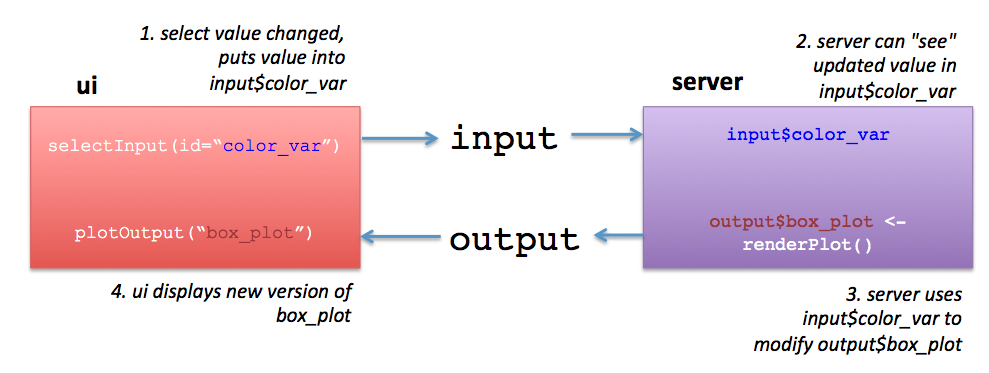 1. select value changed,
puts value into
input$color_var
2. server can "see"
updated value in
input$color_var
ui
server
selectInput(id=“color_var”)
input
input$color_var
plotOutput(“box_plot”)
output
output$box_plot <-
renderPlot()
4. ui displays new version of
box_plot
3. server uses
input$color_var to
modify output$box_plot